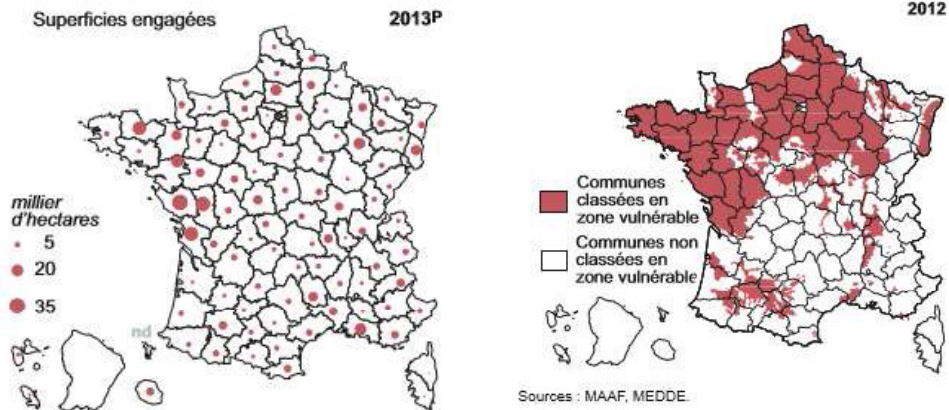 Superficies engagées
2013P
millier
d'hectares
5
20
35
nd
2012
Communes
classées en
zone vulnérable
Communes non
classées en
zone vulnérable
Sources : MAAF, MEDDE.